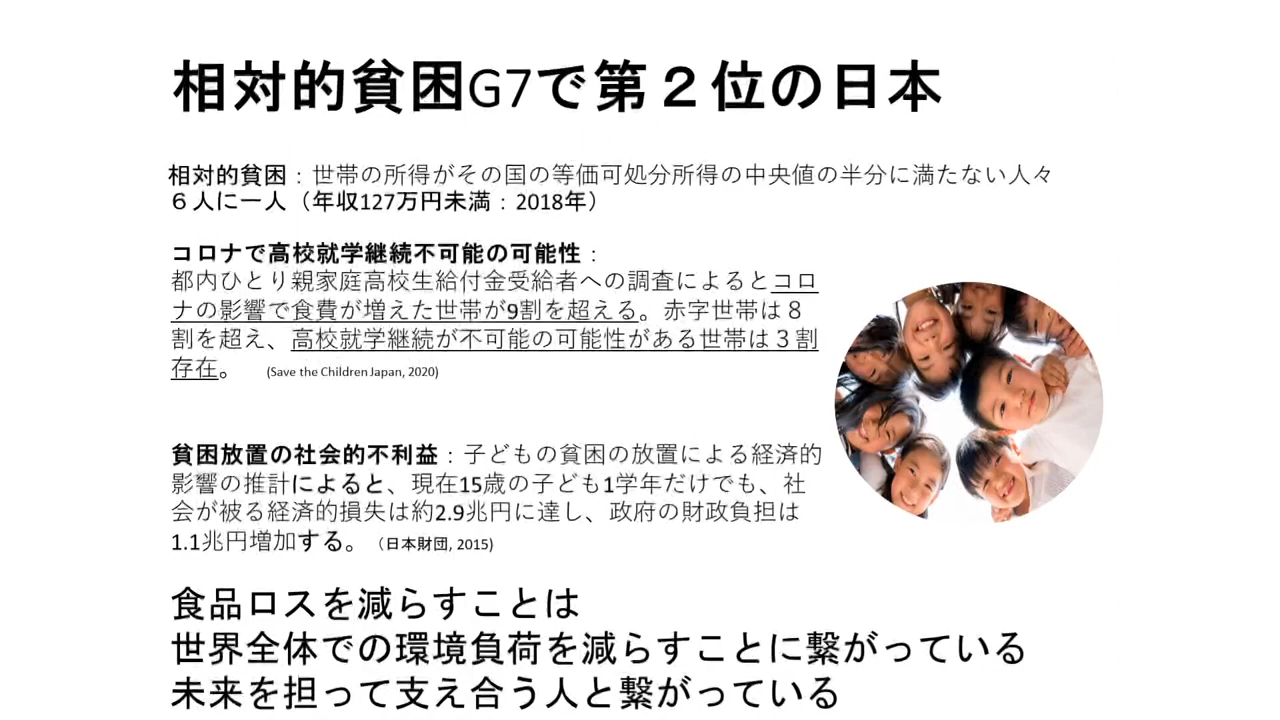 相対的貧困G7で第２位の日本
相対的貧困：世帯の所得がその国の等価可処分所得の中央値の半分に満たない人々
６人に一人（年収127万円未満：2018年）
コロナで高校就学継続不可能の可能性：
都内ひとり親家庭高校生給付金受給者への調査によるとコロ
ナの影響で食費が増えた世帯が9割を超える。赤字世帯は８
割を超え、高校就学継続が不可能の可能性がある世帯は３割
存在。 (Save the Children Japan, 2020)
貧困放置の社会的不利益：子どもの貧困の放置による経済的
影響の推計によると、現在15歳の子ども1学年だけでも、社
会が被る経済的損失は約2.9兆円に達し、政府の財政負担は
1.1兆円増加する。（日本財団, 2015)
食品ロスを減らすことは
世界全体での環境負荷を減らすことに繋がっている
未来を担って支え合う人と繋がっている